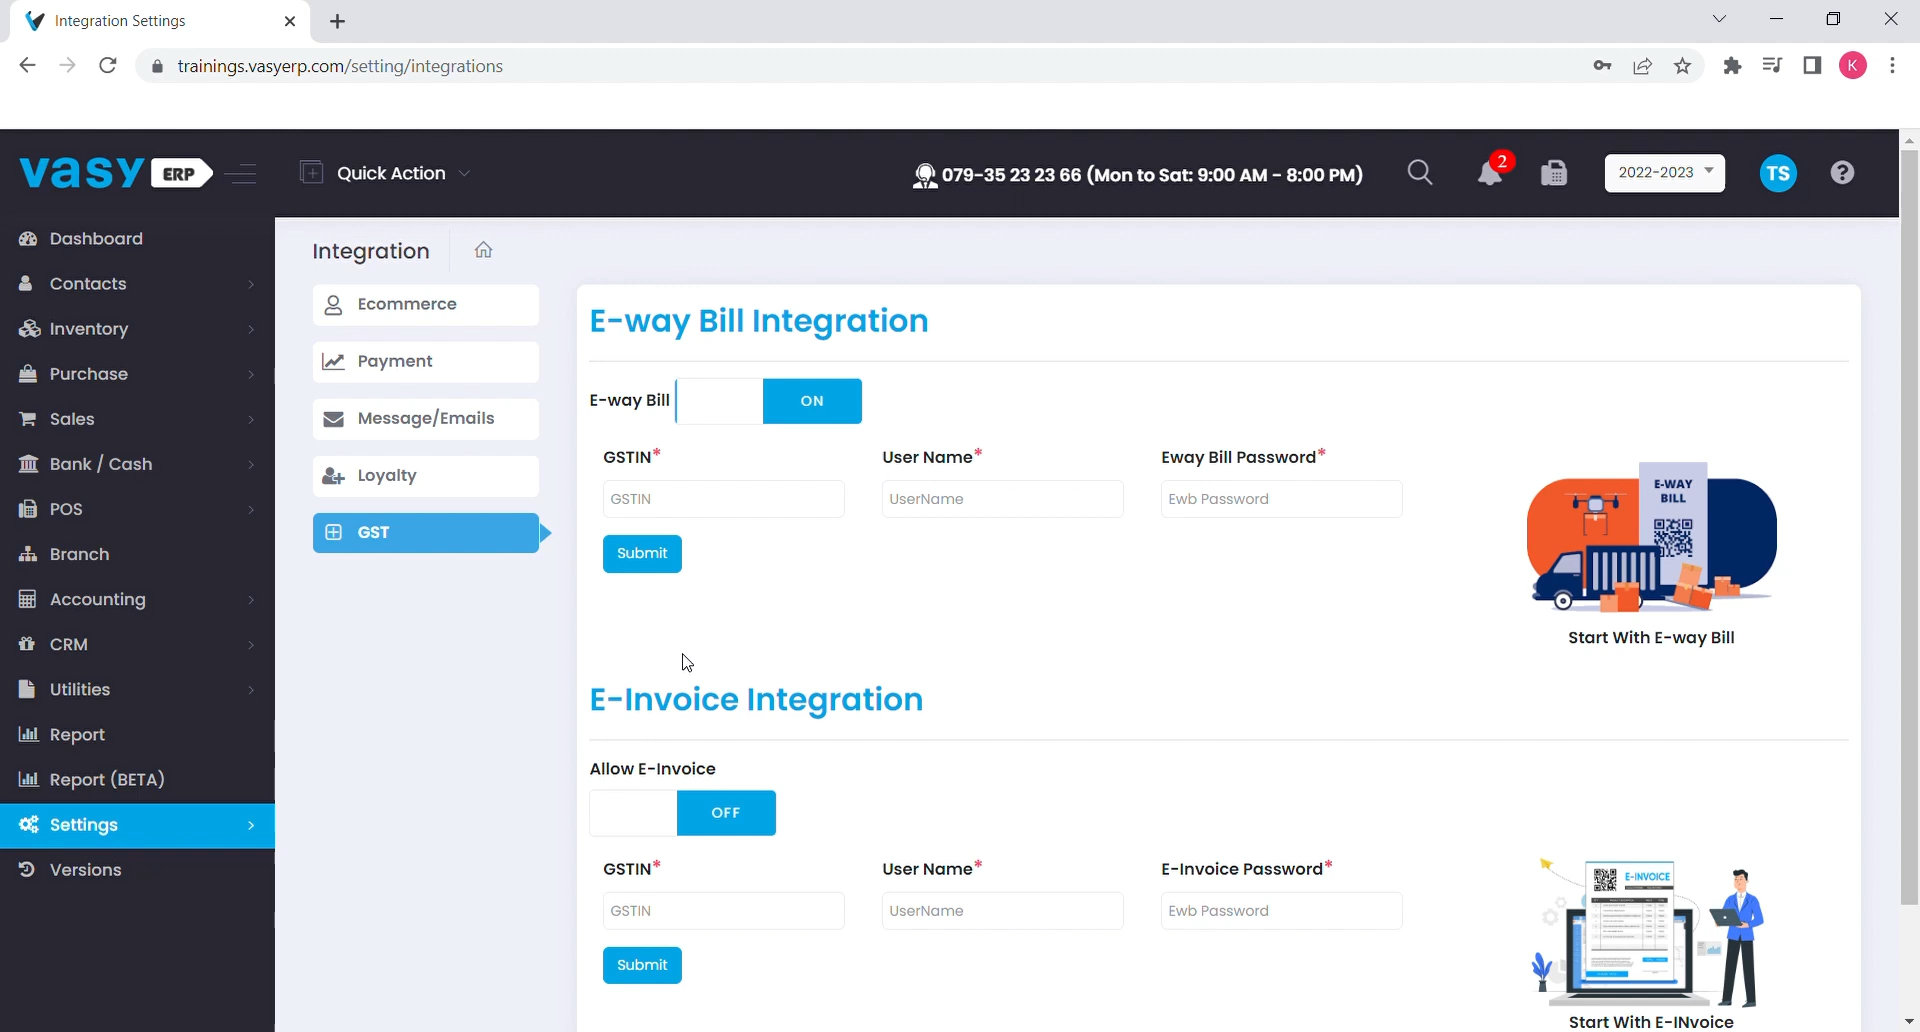 Integration Settings
trainings.vasyerp.com/setting/integrations
K
vasy ERP
Quick Action
079-35 23 23 66 (Mon to Sat: 9:00 AM - 8:00 PM)
2
2022-2023
TS
?
Dashboard
Contacts
Inventory
Purchase
Sales
Bank / Cash
POS
Branch
Accounting
CRM
Utilities
Report
Report (BETA)
Settings
Versions
Integration
Ecommerce
Payment
Message/Emails
Loyalty
GST
E-way Bill Integration
E-way Bill
ON
GSTIN*
User Name*
Eway Bill Password*
GSTIN
UserName
Ewb Password
Submit
E-WAY
BILL
Start With E-way Bill
E-Invoice Integration
Allow E-Invoice
OFF
GSTIN*
User Name*
E-Invoice Password*
GSTIN
UserName
Ewb Password
Submit
E-INVOICE
Start With E-INvoice